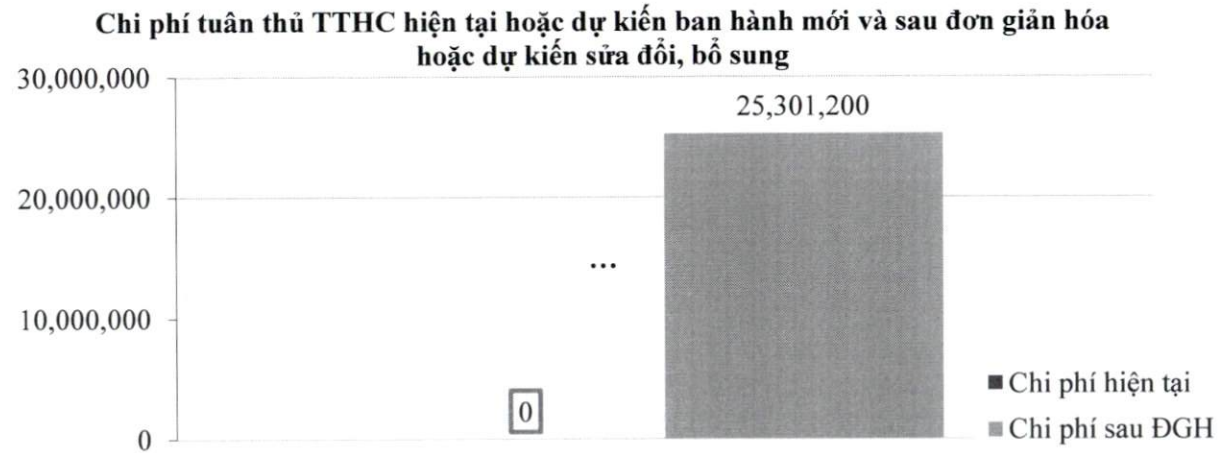 Chi phí tuân thủ TTHC hiện tại hoặc dự kiến ban hành mới và sau đơn giản hóa
hoặc dự kiến sửa đổi, bổ sung
30,000,000
25,301,200
20,000,000
...
10,000,000
0
0
Chi phí hiện tại
Chi phí sau ĐGH